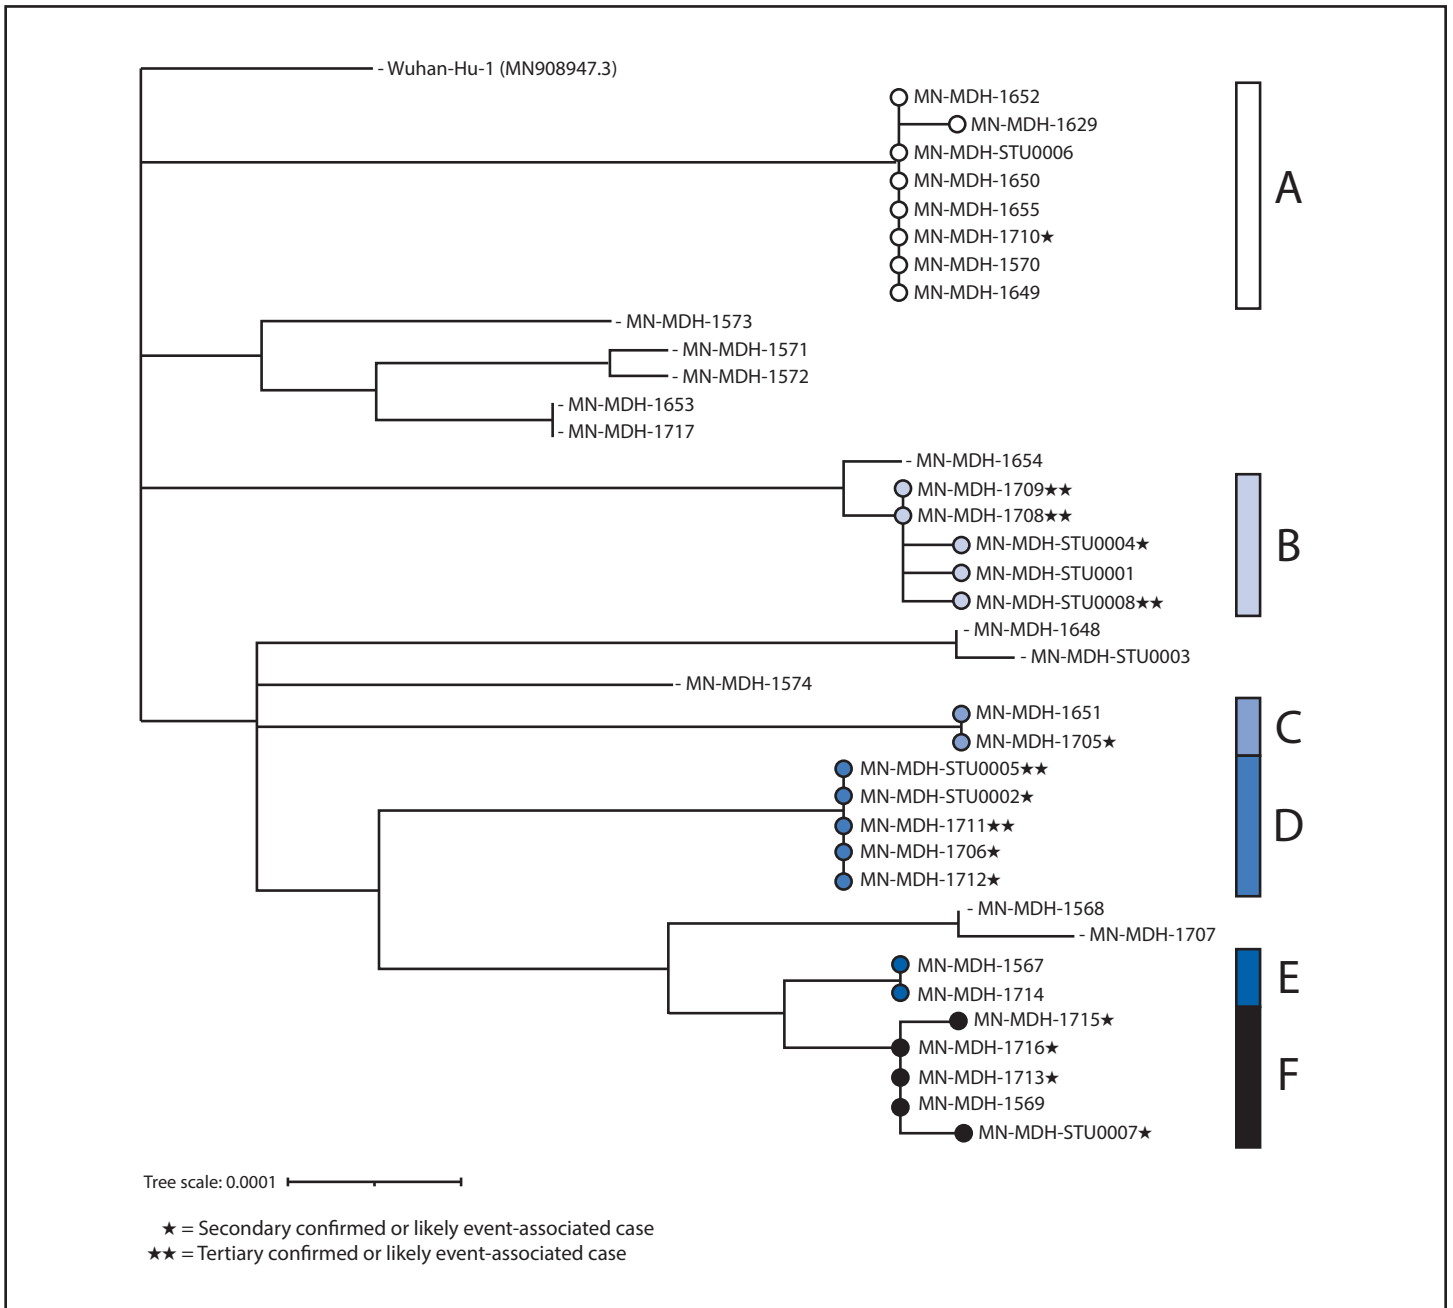 - Wuhan-Hu-1 (MN908947.3)
MN-MDH-1652
MN-MDH-1629
MN-MDH-STU0006
MN-MDH-1650
MN-MDH-1655
MN-MDH-1710★
MN-MDH-1570
MN-MDH-1649
A
- MN-MDH-1573
- MN-MDH-1571
- MN-MDH-1572
- MN-MDH-1653
- MN-MDH-1717
- MN-MDH-1654
MN-MDH-1709★★
MN-MDH-1708★★
MN-MDH-STU0004★
MN-MDH-STU0001
MN-MDH-STU0008★★
B
- MN-MDH-1648
- MN-MDH-STU0003
- MN-MDH-1574
MN-MDH-1651
MN-MDH-1705★
C
MN-MDH-STU0005★★
MN-MDH-STU0002★
MN-MDH-1711★★
MN-MDH-1706★
MN-MDH-1712★
D
- MN-MDH-1568
- MN-MDH-1707
MN-MDH-1567
MN-MDH-1714
E
MN-MDH-1715★
MN-MDH-1716★
MN-MDH-1713★
MN-MDH-1569
MN-MDH-STU0007★
F
Tree scale: 0.0001
★ = Secondary confirmed or likely event-associated case
★★ = Tertiary confirmed or likely event-associated case